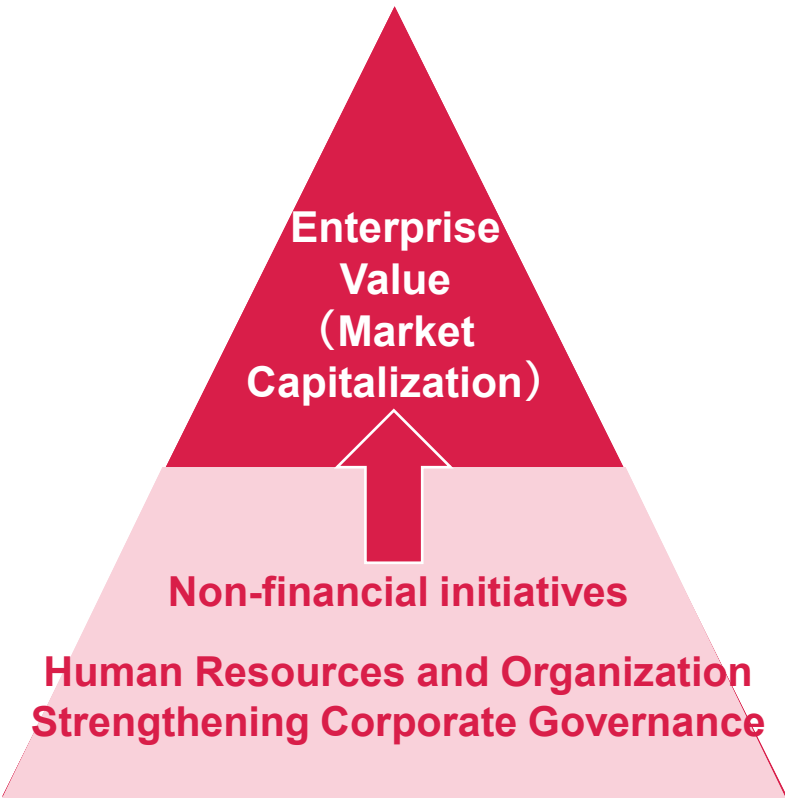 Enterprise
Value
（Market
Capitalization）
Non-financial initiatives
Human Resources and Organization
Strengthening Corporate Governance